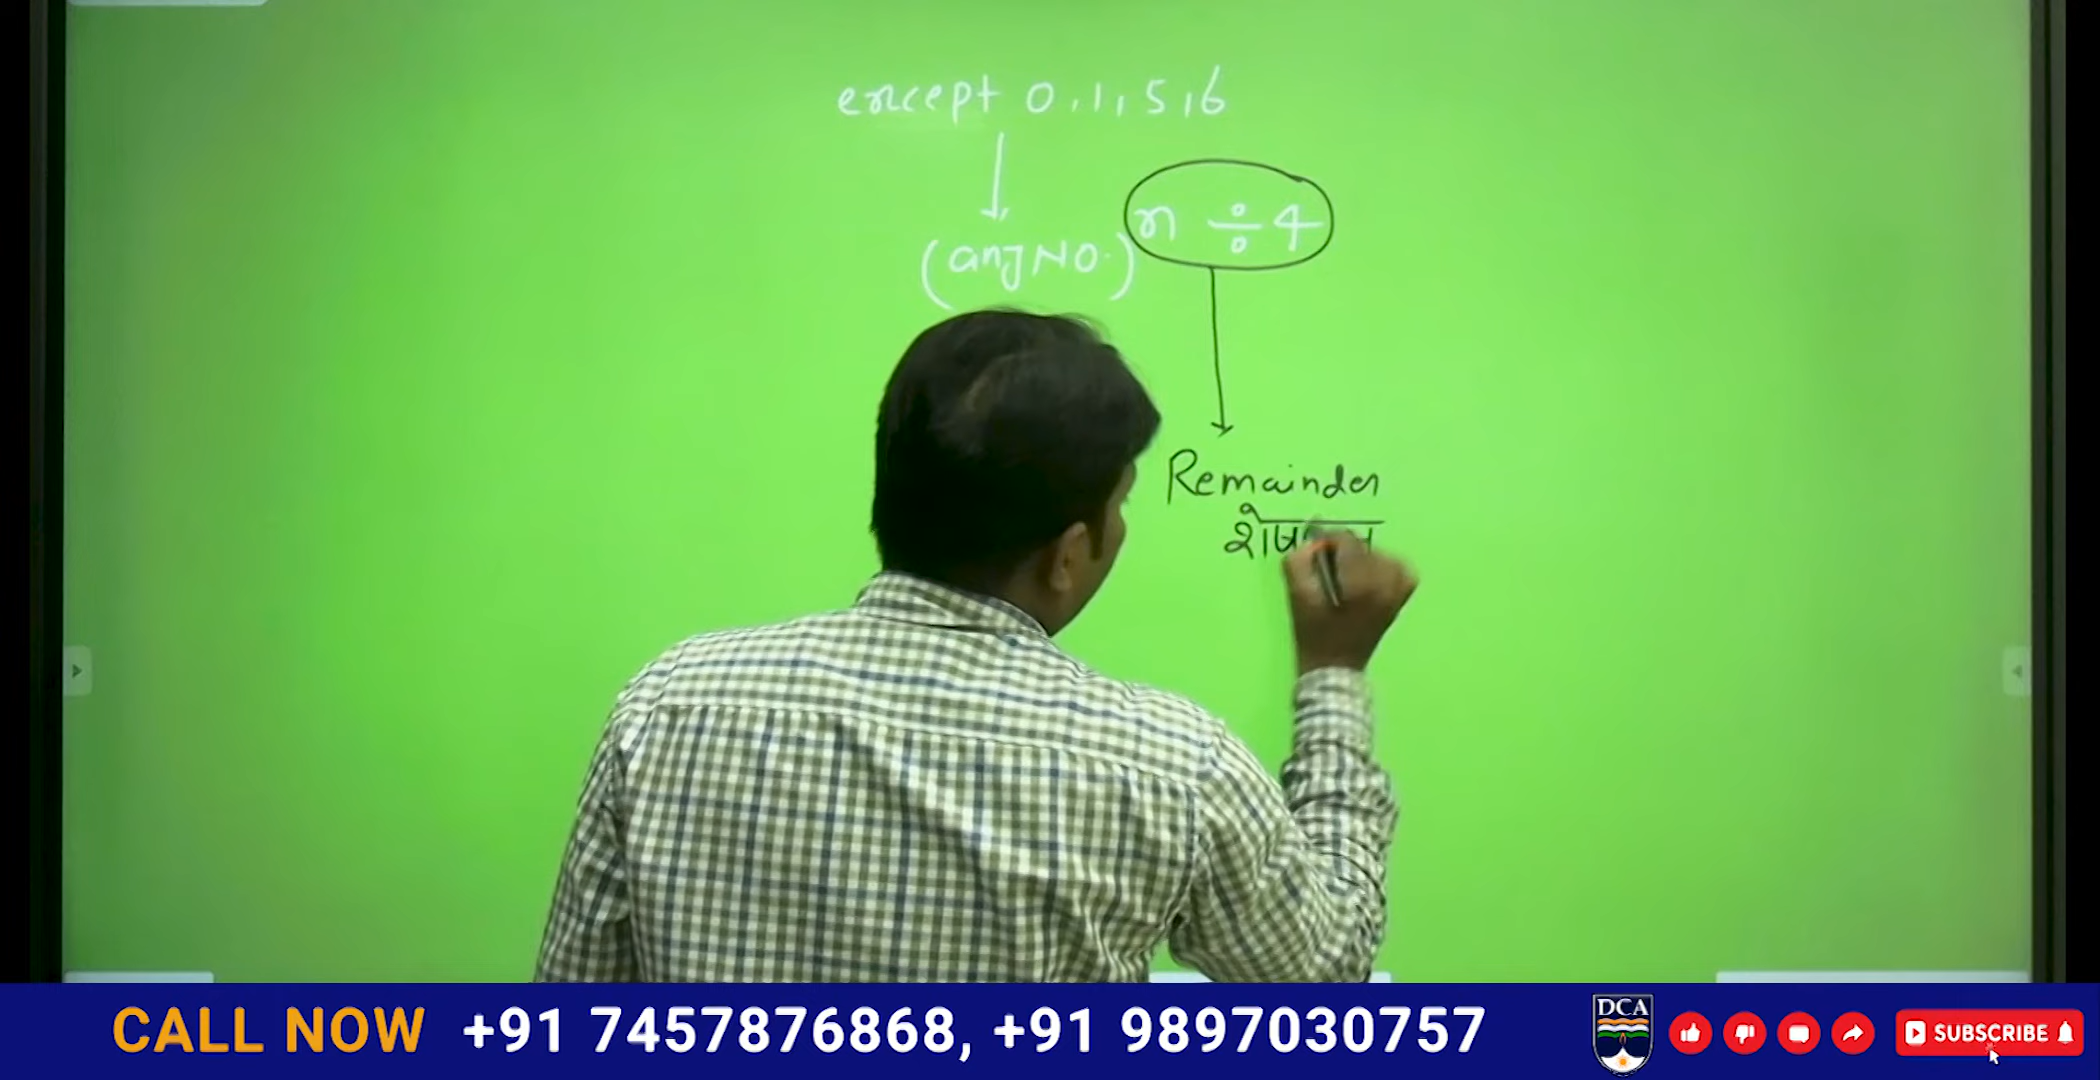 except 0, 1, 5, 6
(any No.) n ÷ 4
Remainder
CALL NOW +91 7457876868, +91 9897030757
DCA
SUBSCRIBE